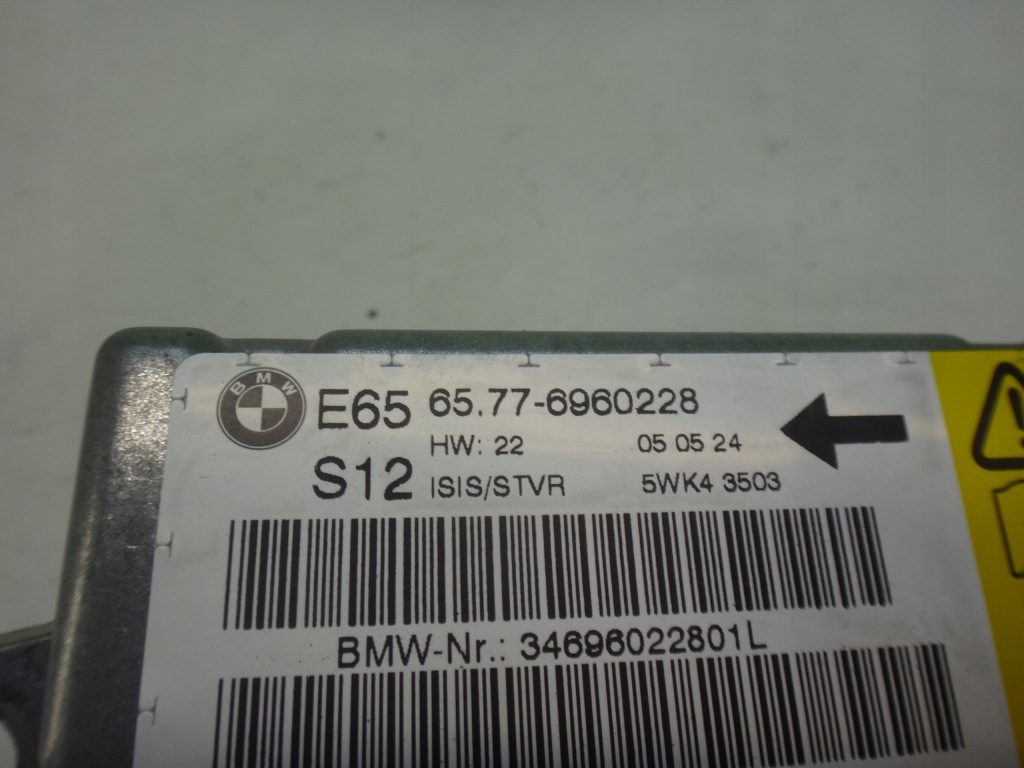 BMW
E65 65.77-6960228
HW: 22 05 05 24
S12 ISIS/STVR 5WK4 3503
BMW-Nr.: 34696022801L